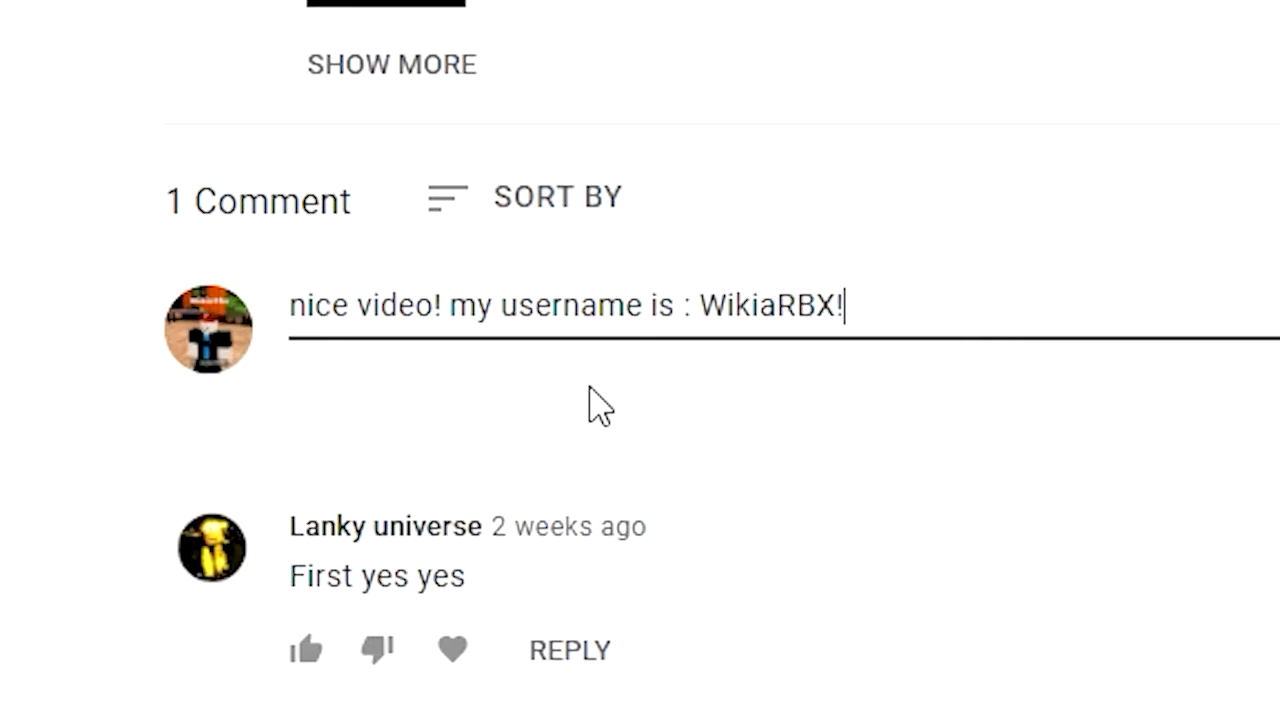 SHOW MORE
1 Comment
SORT BY
nice video! my username is : WikiaRBX!
Lanky universe 2 weeks ago
First yes yes
REPLY